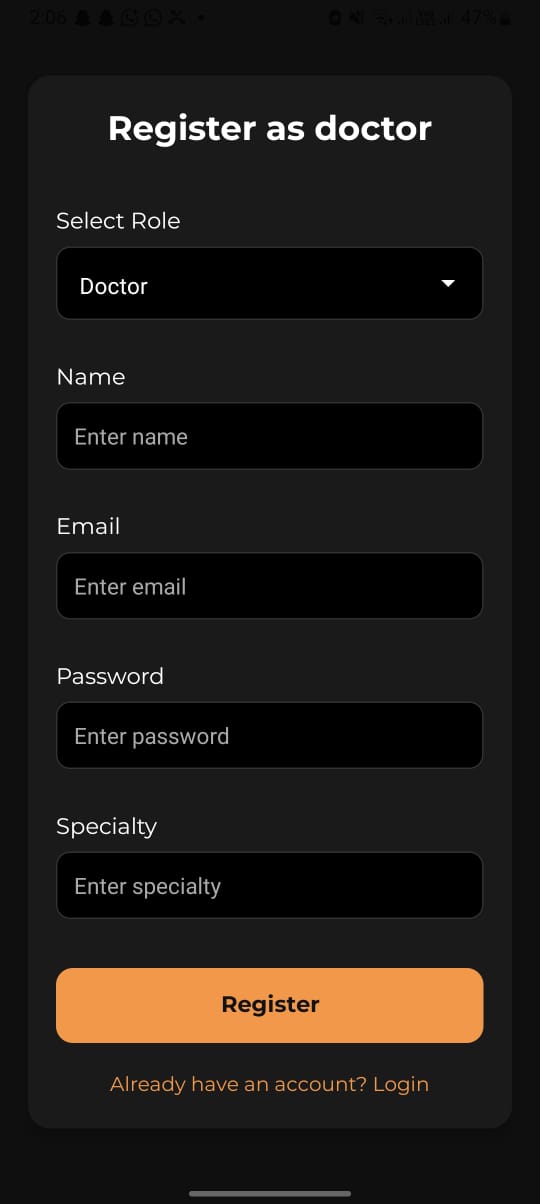 2:06 47%
Register as doctor
Select Role
Doctor
Name
Enter name
Email
Enter email
Password
Enter password
Specialty
Enter specialty
Register
Already have an account? Login